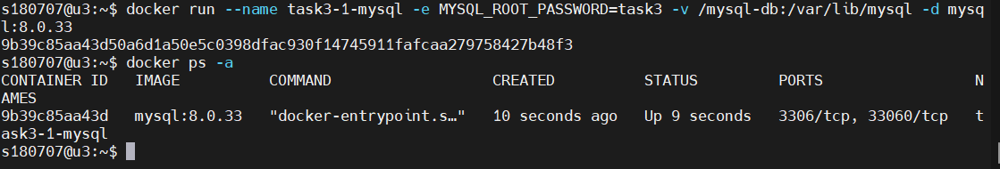 s180707@u3:~$ docker run --name task3-1-mysql -e MYSQL_ROOT_PASSWORD=task3 -v /mysql-db:/var/lib/mysql -d mysq
l:8.0.33
9b39c85aa43d50a6d1a50e5c0398dfac930f14745911fafcaa279758427b48f3
s180707@u3:~$ docker ps -a
CONTAINER ID   IMAGE          COMMAND                  CREATED          STATUS         PORTS                 N
AMES
9b39c85aa43d   mysql:8.0.33   "docker-entrypoint.s…"   10 seconds ago   Up 9 seconds   3306/tcp, 33060/tcp   t
ask3-1-mysql
s180707@u3:~$